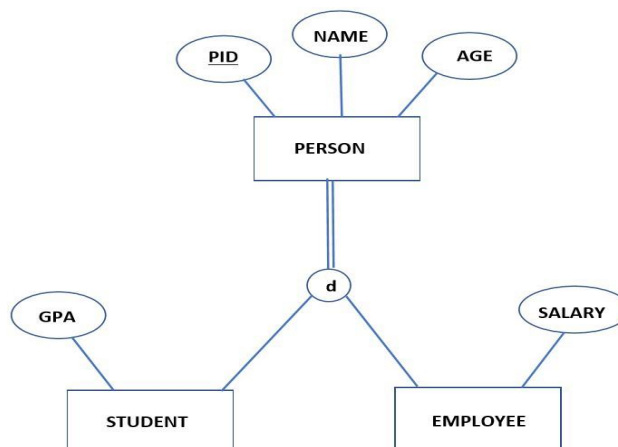 PID
NAME
AGE
PERSON
d
GPA
SALARY
STUDENT
EMPLOYEE